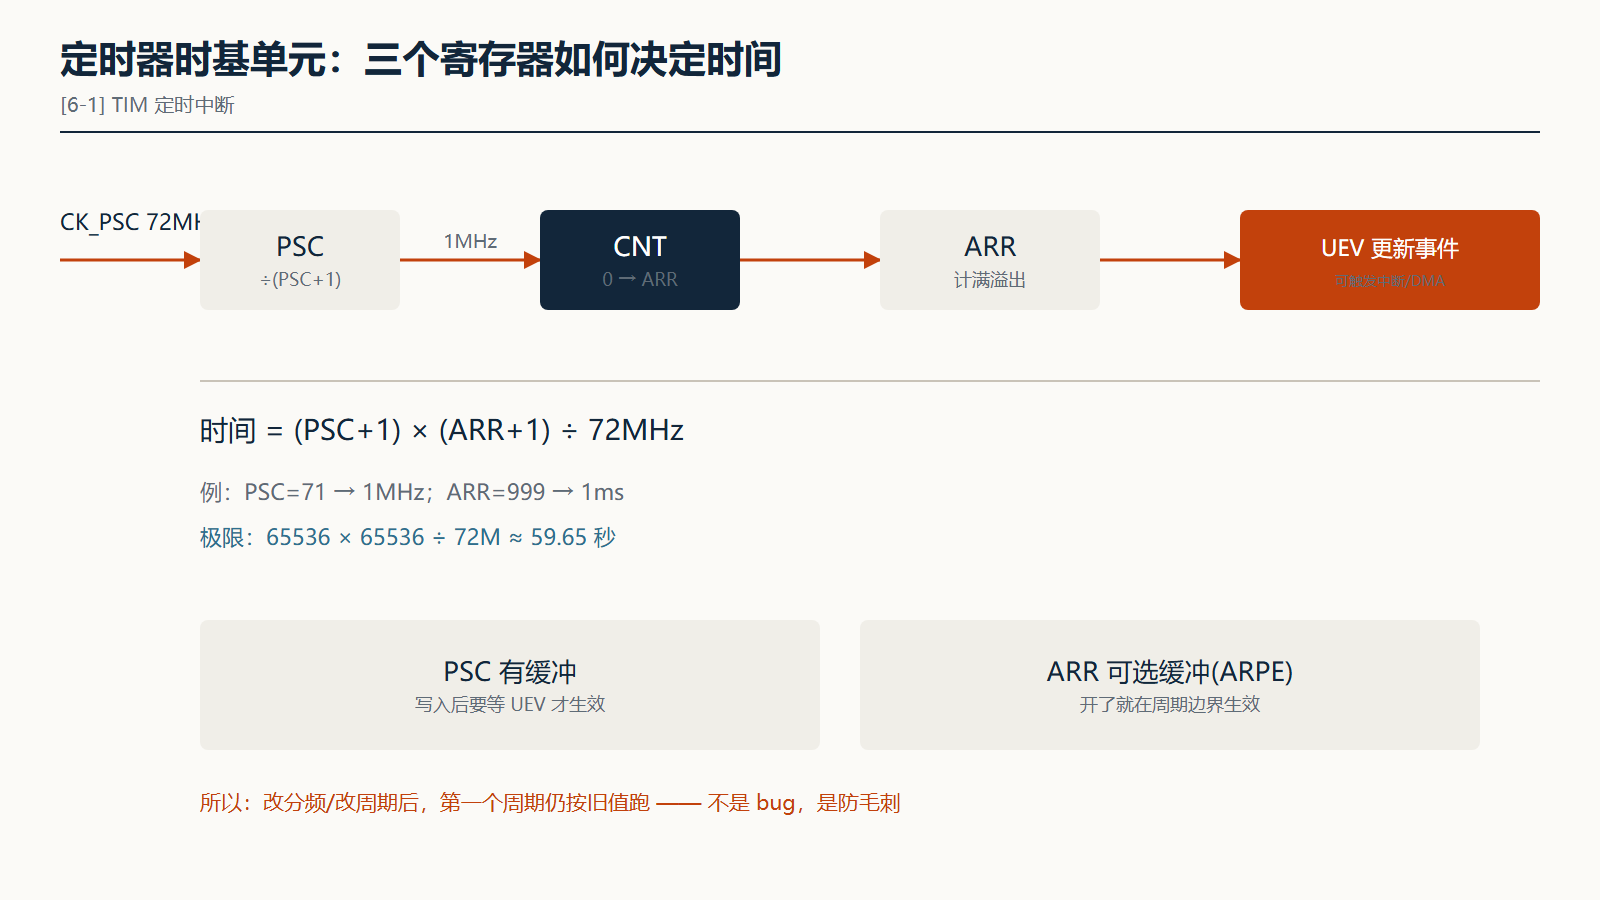 定时器时基单元：三个寄存器如何决定时间
[6-1] TIM 定时中断
CK_PSC 72MH
PSC
÷(PSC+1)
1MHz
CNT
0 → ARR
ARR
计满溢出
UEV 更新事件
可触发中断/DMA
时间 = (PSC+1) × (ARR+1) ÷ 72MHz
例：PSC=71 → 1MHz；ARR=999 → 1ms
极限：65536 × 65536 ÷ 72M ≈ 59.65 秒
PSC 有缓冲
写入后要等 UEV 才生效
ARR 可选缓冲(ARPE)
开了就在周期边界生效
所以：改分频/改周期后，第一个周期仍按旧值跑 —— 不是 bug，是防毛刺